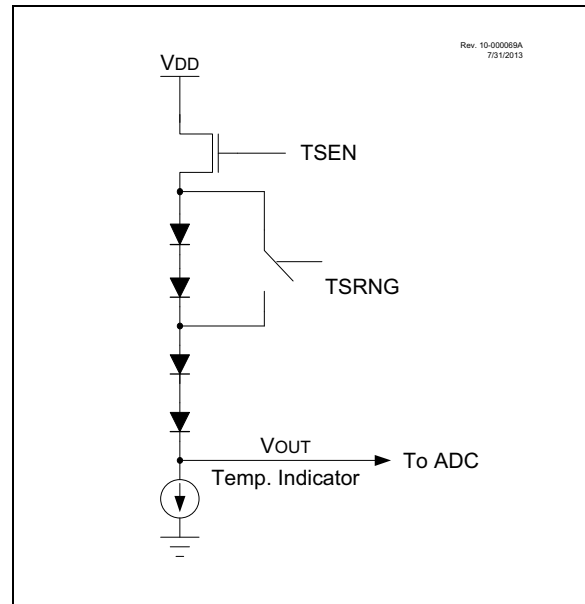 Rev. 10-000069A
7/31/2013
VDD
TSEN
TSRNG
VOUT
To ADC
Temp. Indicator